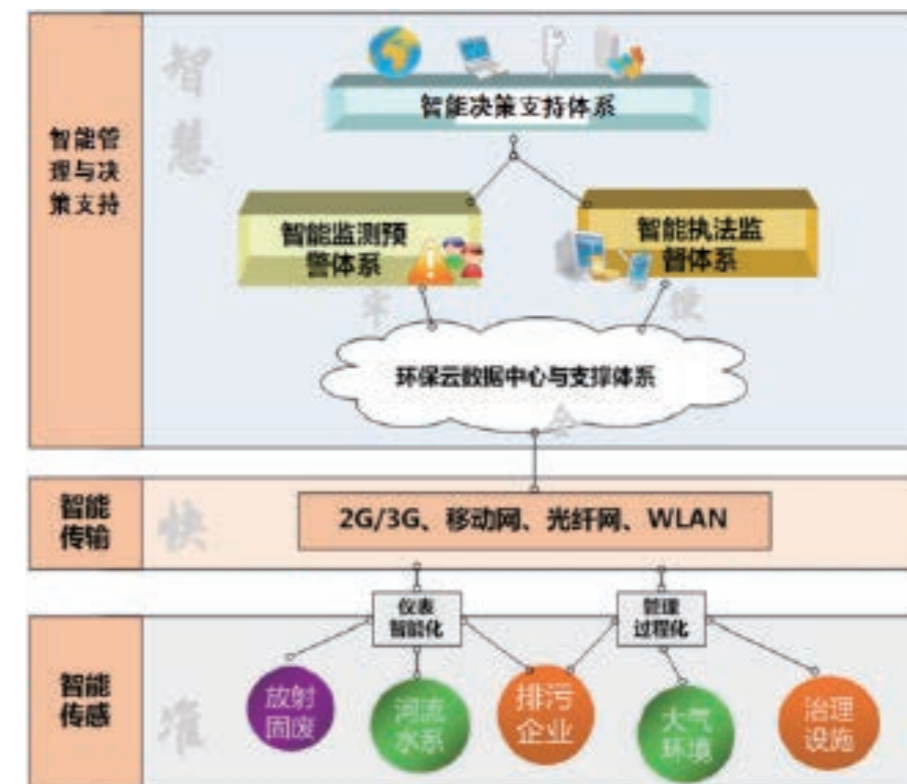 智慧
智能管
理与决
策支持
智能决策支持体系
智能监测预
警体系
智能执法监
督体系
环保云数据中心与支撑体系
全
智能
传输
快
2G/3G、移动网、光纤网、WLAN
仪表
智能化
管理
过程化
智能
传感
准
放射
固废
河流
水系
排污
企业
大气
环境
治理
设施